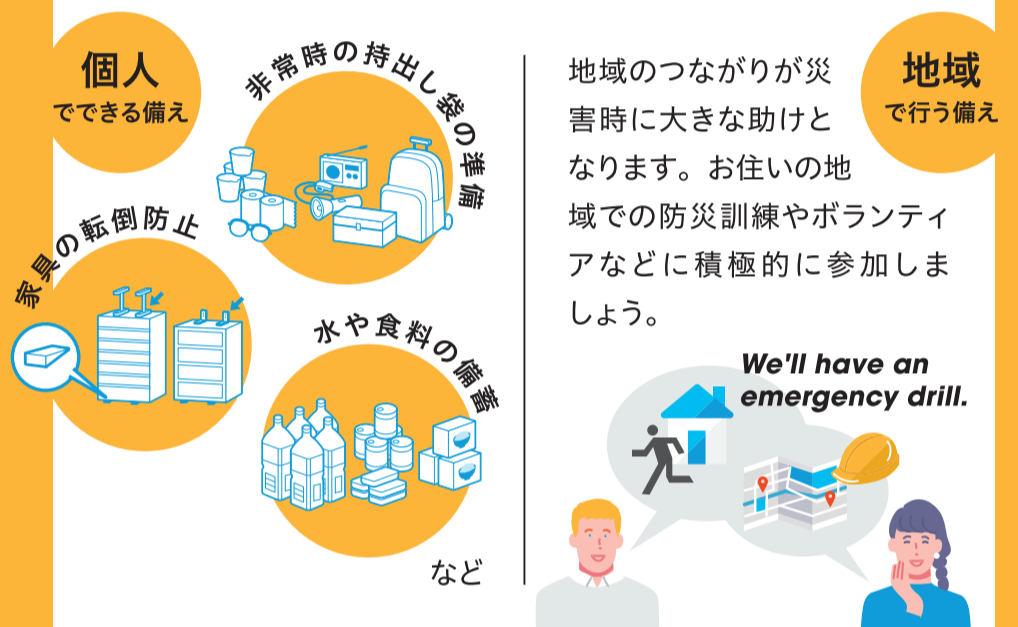 個人
でできる備え
非常時の持出し袋の準備
家具の転倒防止
水や食料の備蓄
など
地域
で行う備え
地域のつながりが災
害時に大きな助けと
なります。お住いの地
域での防災訓練やボランティ
アなどに積極的に参加しま
しょう。
We'll have an
emergency drill.